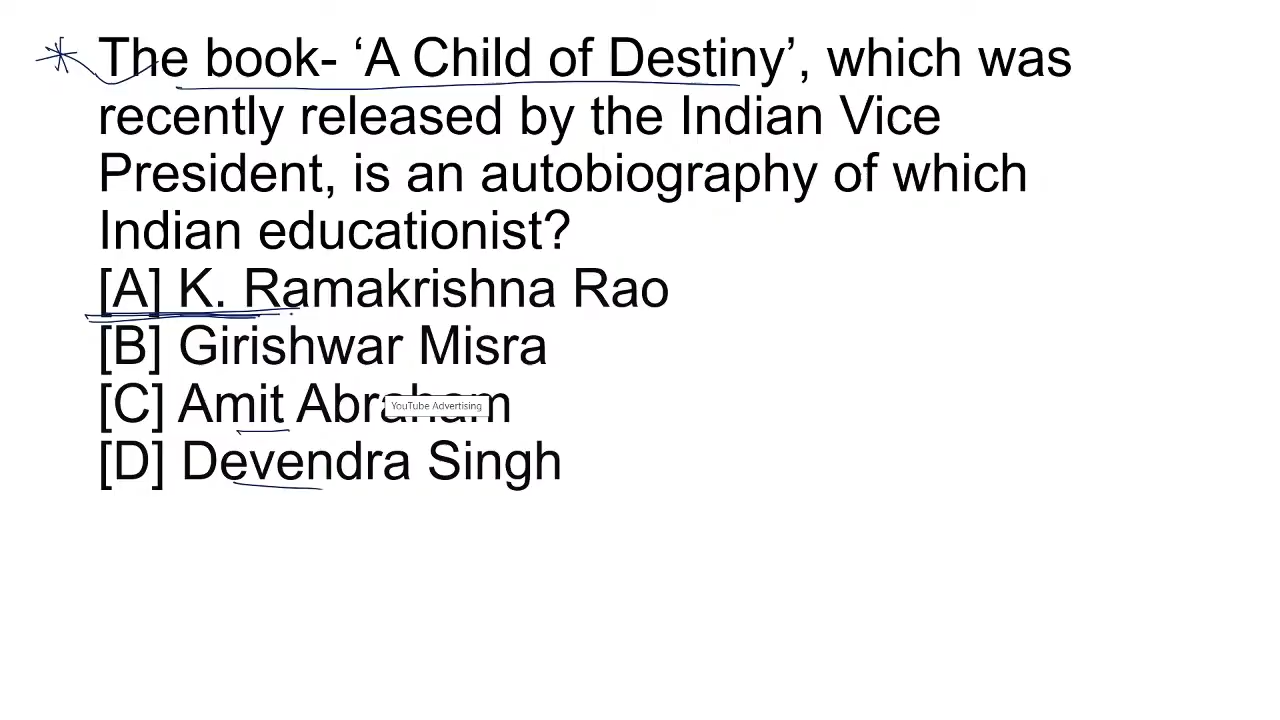 The book- ‘A Child of Destiny’, which was
recently released by the Indian Vice
President, is an autobiography of which
Indian educationist?
[A] K. Ramakrishna Rao
[B] Girishwar Misra
[C] Amit Abraham
YouTube Advertising
[D] Devendra Singh